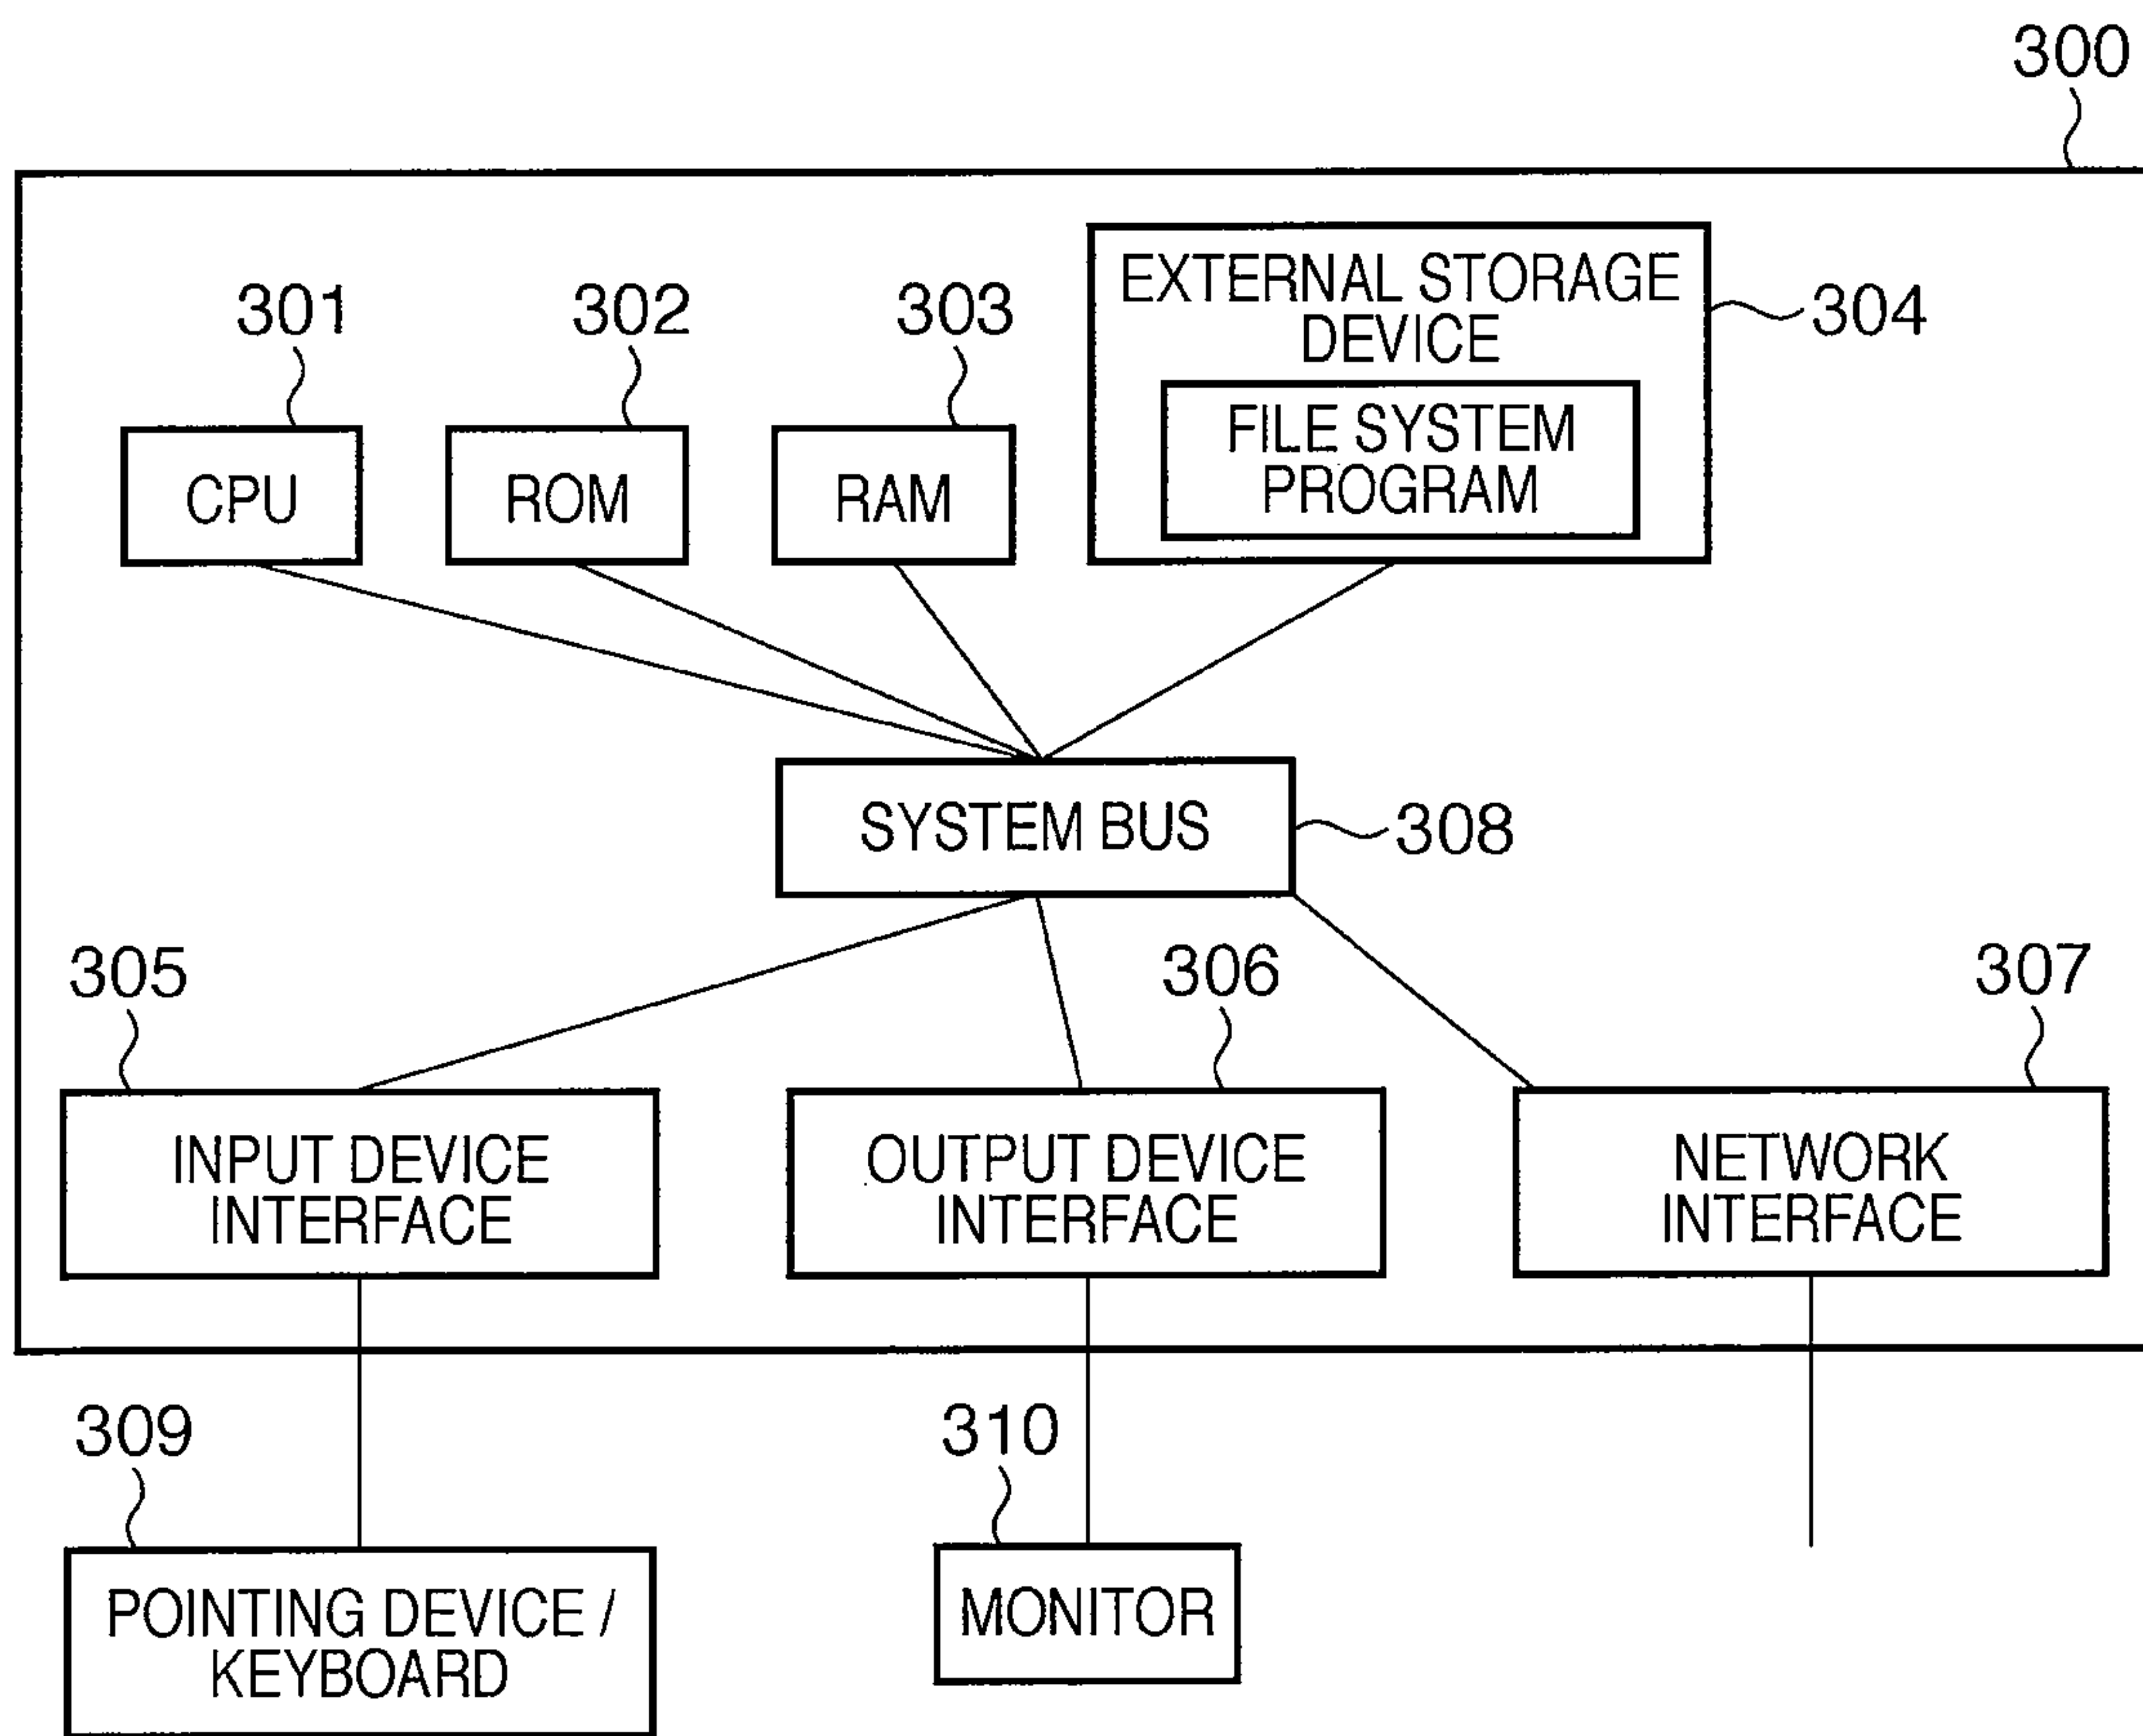 300
301
302
303
EXTERNAL STORAGE
DEVICE
304
FILE SYSTEM
PROGRAM
CPU
ROM
RAM
SYSTEM BUS
308
305
306
307
INPUT DEVICE
INTERFACE
OUTPUT DEVICE
INTERFACE
NETWORK
INTERFACE
309
310
POINTING DEVICE /
KEYBOARD
MONITOR